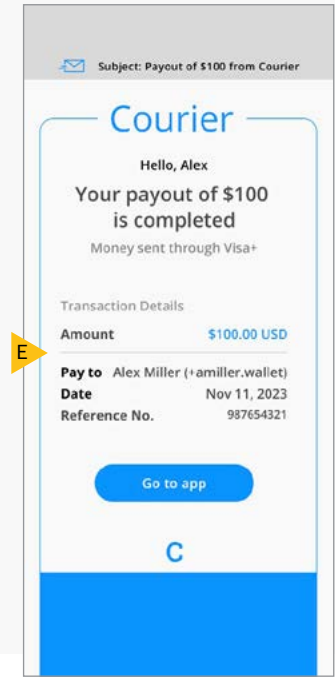 Subject: Payout of $100 from Courier
Courier
Hello, Alex
Your payout of $100
is completed
Money sent through Visa+
Transaction Details
Amount $100.00 USD
E
Pay to Alex Miller (+amiller.wallet)
Date Nov 11, 2023
Reference No. 987654321
Go to app
C